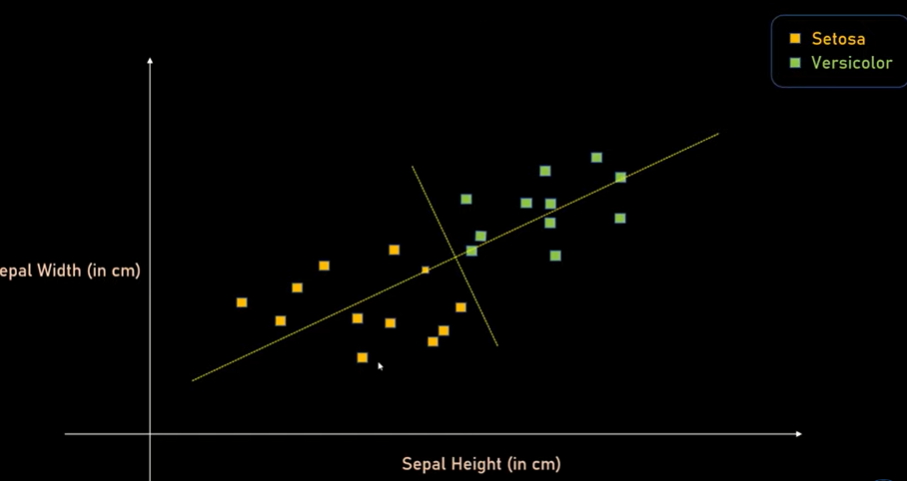 Setosa
Versicolor
epal Width (in cm)
Sepal Height (in cm)